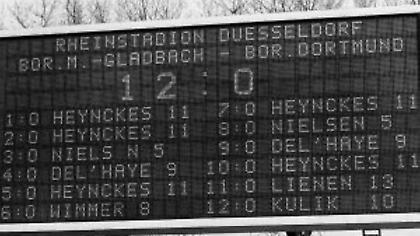 RHEINSTADION DUESSELDORF
BOR.M.-GLADBACH - BOR.DORTMUND
12:0
1:0 HEYNCKES 11 7:0 HEYNCKES 11
2:0 HEYNCKES 11 8:0 NIELSEN 5
3:0 NIELS N 5 9:0 DEL'HAYE 9
4:0 DEL'HAYE 9 10:0 HEYNCKES 11
5:0 HEYNCKES 11 11:0 LIENEN 13
6:0 WIMMER 8 12:0 KULIK 10